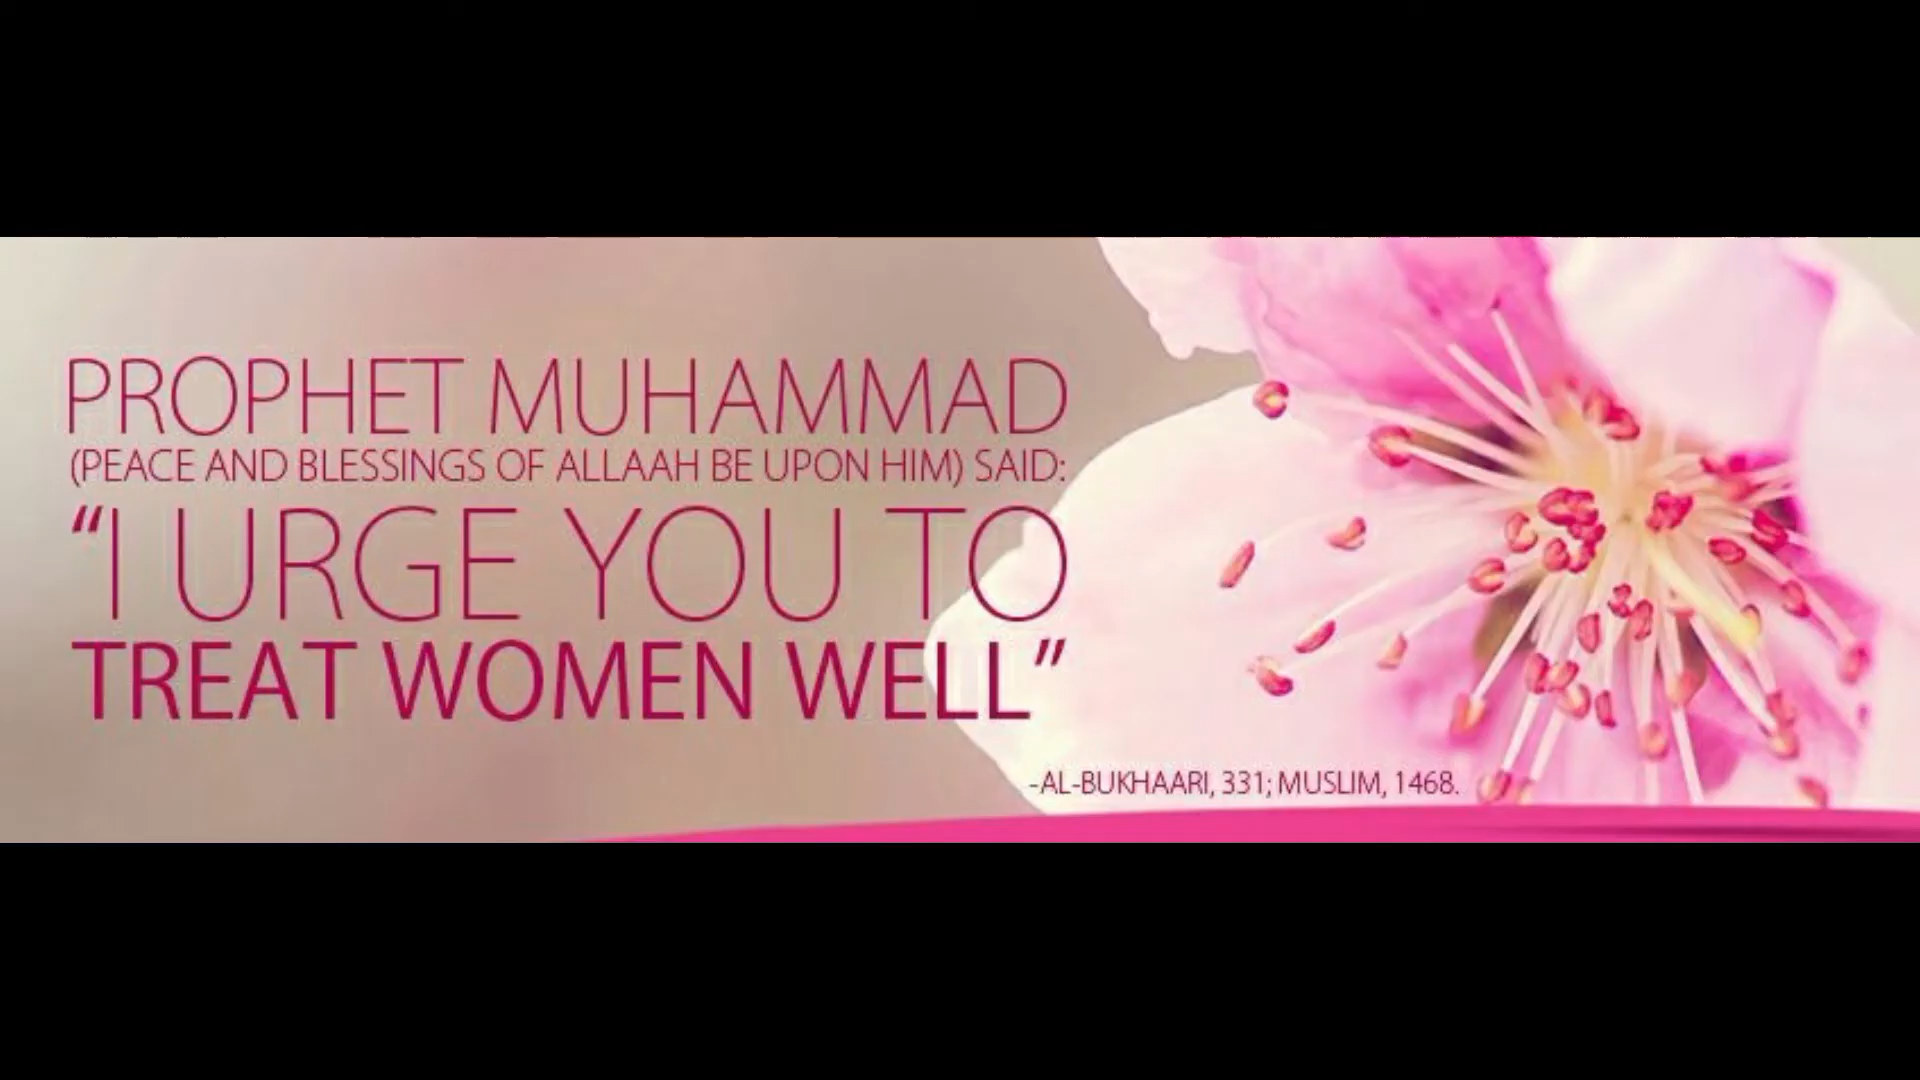 PROPHET MUHAMMAD
(PEACE AND BLESSINGS OF ALLAAH BE UPON HIM) SAID:
“I URGE YOU TO
TREAT WOMEN WELL”
-AL-BUKHAARI, 331; MUSLIM, 1468.